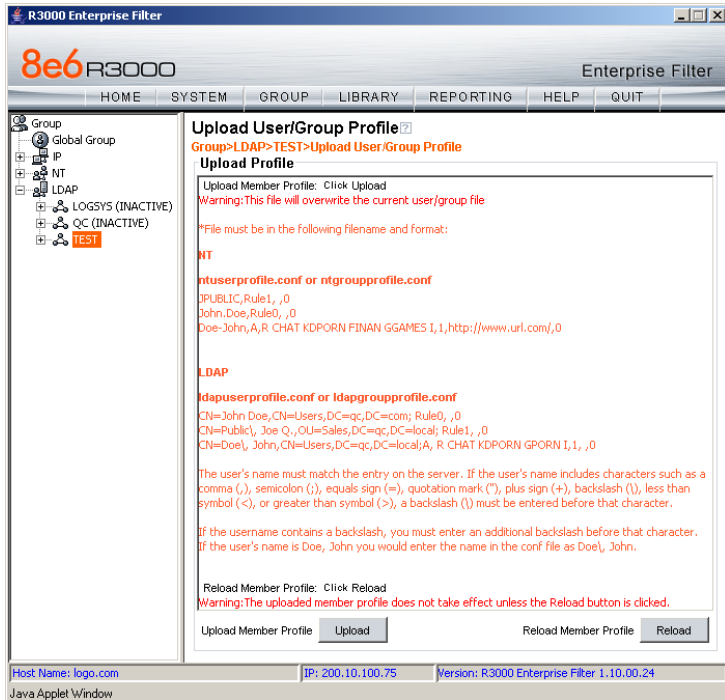 R3000 Enterprise Filter
8e6 R3000
Enterprise Filter
HOME SYSTEM GROUP LIBRARY REPORTING HELP QUIT
Group
Global Group
IP
NT
LDAP
LOGSYS (INACTIVE)
QC (INACTIVE)
TEST
Upload User/Group Profile?
Group>LDAP>TEST>Upload User/Group Profile
Upload Profile
Upload Member Profile: Click Upload
Warning:This file will overwrite the current user/group file
*File must be in the following filename and format:
NT
ntuserprofile.conf or ntgroupprofile.conf
JPUBLIC,Rule1, ,0
John.Doe,Rule0, ,0
Doe-John,A,R CHAT KDPORN FINAN GGAMES I,1,http://www.url.com/,0
LDAP
ldapuserprofile.conf or ldapgroupprofile.conf
CN=John Doe,CN=Users,DC=qc,DC=com; Rule0, ,0
CN=Public\, Joe Q.,OU=Sales,DC=qc,DC=local; Rule1, ,0
CN=Doe\, John,CN=Users,DC=qc,DC=local;A, R CHAT KDPORN GPORN I,1, ,0
The user's name must match the entry on the server. If the user's name includes characters such as a
comma (,), semicolon (;), equals sign (=), quotation mark ("), plus sign (+), backslash (\), less than
symbol (<), or greater than symbol (>), a backslash (\) must be entered before that character.
If the username contains a backslash, you must enter an additional backslash before that character.
If the user's name is Doe, John you would enter the name in the conf file as Doe\, John.
Reload Member Profile: Click Reload
Warning:The uploaded member profile does not take effect unless the Reload button is clicked.
Upload Member Profile Upload Reload Member Profile Reload
Host Name: logo.com IP: 200.10.100.75 Version: R3000 Enterprise Filter 1.10.00.24
Java Applet Window